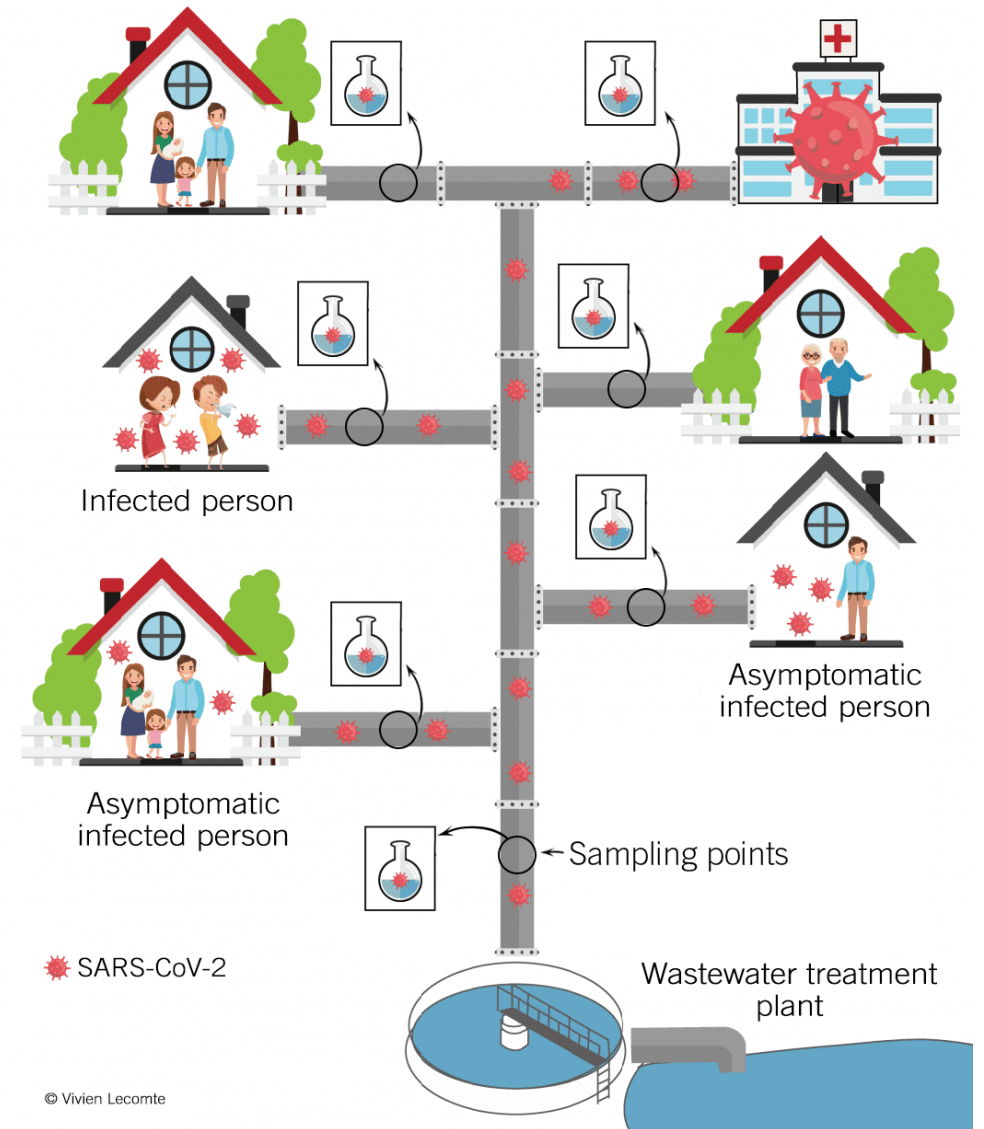 Infected person
Asymptomatic
infected person
Asymptomatic
infected person
Sampling points
SARS-CoV-2
Wastewater treatment
plant
© Vivien Lecomte